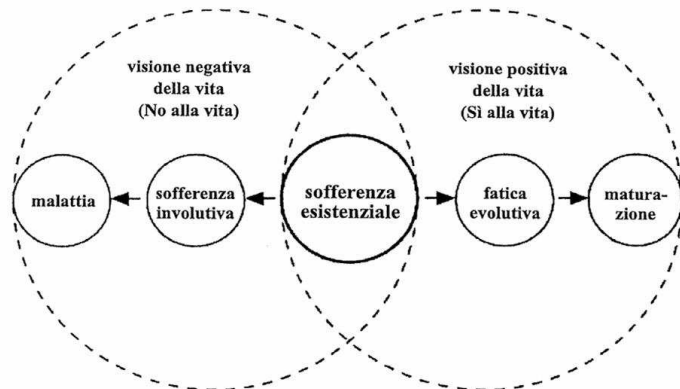 visione negativa
della vita
(No alla vita)
visione positiva
della vita
(Sì alla vita)
malattia
sofferenza
involutiva
sofferenza
esistenziale
fatica
evolutiva
matura-
zione